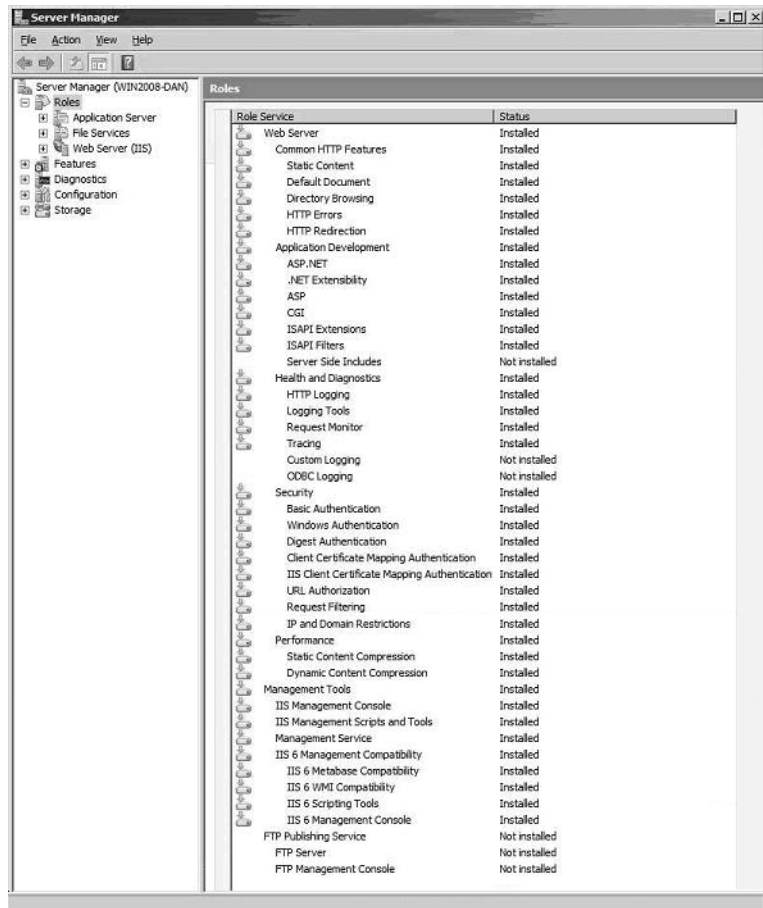 Server Manager
File Action View Help
Server Manager (WIN2008-DAN)
Roles
Application Server
File Services
Web Server (IIS)
Features
Diagnostics
Configuration
Storage
Roles
Role Service Status
Web Server Installed
Common HTTP Features Installed
Static Content Installed
Default Document Installed
Directory Browsing Installed
HTTP Errors Installed
HTTP Redirection Installed
Application Development Installed
ASP.NET Installed
.NET Extensibility Installed
ASP Installed
CGI Installed
ISAPI Extensions Installed
ISAPI Filters Installed
Server Side Includes Not installed
Health and Diagnostics Installed
HTTP Logging Installed
Logging Tools Installed
Request Monitor Installed
Tracing Installed
Custom Logging Not installed
ODBC Logging Not installed
Security Installed
Basic Authentication Installed
Windows Authentication Installed
Digest Authentication Installed
Client Certificate Mapping Authentication Installed
IIS Client Certificate Mapping Authentication Installed
URL Authorization Installed
Request Filtering Installed
IP and Domain Restrictions Installed
Performance Installed
Static Content Compression Installed
Dynamic Content Compression Installed
Management Tools Installed
IIS Management Console Installed
IIS Management Scripts and Tools Installed
Management Service Installed
IIS 6 Management Compatibility Installed
IIS 6 Metabase Compatibility Installed
IIS 6 WMI Compatibility Installed
IIS 6 Scripting Tools Installed
IIS 6 Management Console Installed
FTP Publishing Service Not installed
FTP Server Not installed
FTP Management Console Not installed